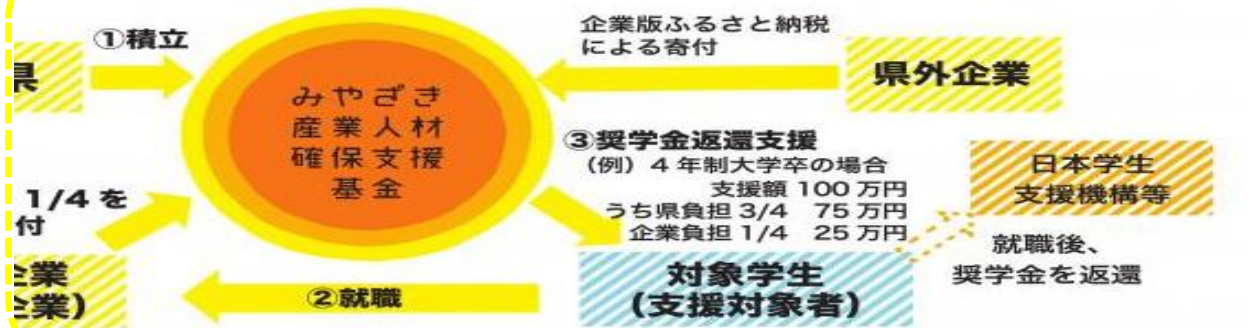 ①積立
県
みやざき
産業人材
確保支援
基金
企業版ふるさと納税
による寄付
県外企業
③奨学金返還支援
(例)4年制大学卒の場合
支援額 100 万円
うち県負担 3/4 75 万円
企業負担 1/4 25 万円
日本学生
支援機構等
就職後、
奨学金を返還
1/4 を
付
企業
企業)
②就職
対象学生
(支援対象者)